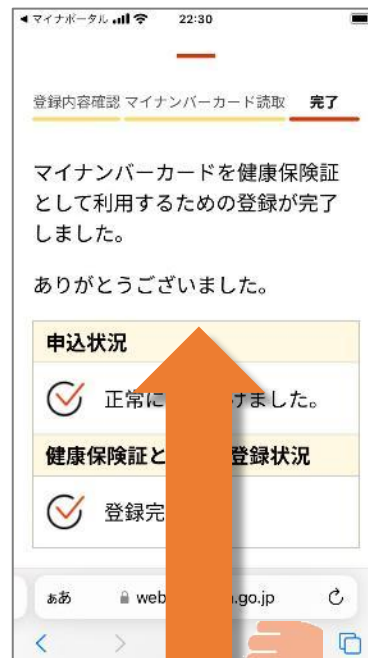 マイナポータル 22:30
登録内容確認 マイナンバーカード読取 完了
マイナンバーカードを健康保険証
として利用するための登録が完了
しました。
ありがとうございました。
申込状況
正常に けました。
健康保険証と 登録状況
登録完
ぁあ web .go.jp